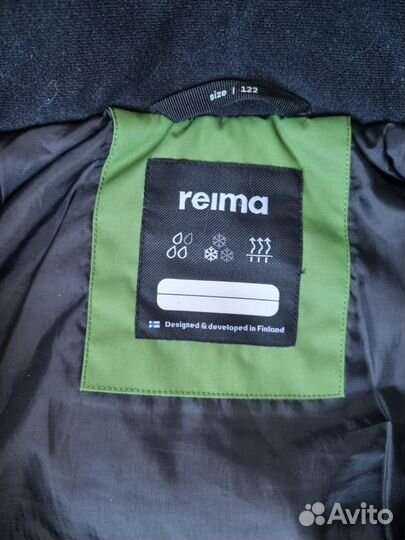 size | 122
reima
Designed & developed in Finland
Avito